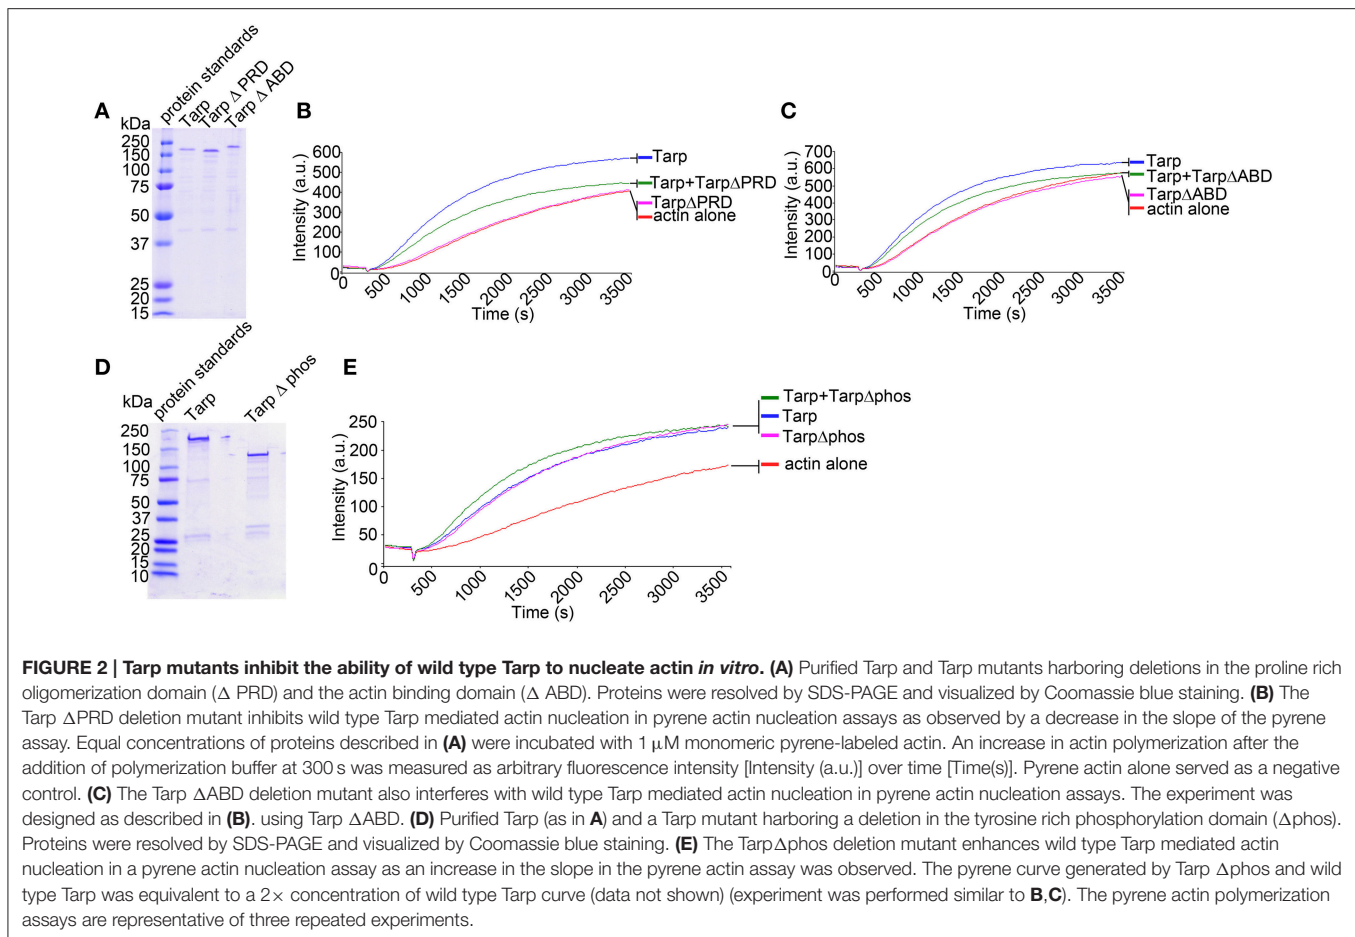 A
kDa
protein standards
Tarp
Tarp Δ PRD
Tarp Δ ABD
250
150
100
75
50
37
25
20
15
B
Intensity (a.u.)
600
500
400
300
200
100
0
0
500
1000
1500
2000
2500
3000
3500
Time (s)
Tarp
Tarp+TarpΔPRD
TarpΔPRD
actin alone
C
Intensity (a.u.)
700
600
500
400
300
200
100
0
0
500
1000
1500
2000
2500
3000
3500
Time (s)
Tarp
Tarp+TarpΔABD
TarpΔABD
actin alone
D
kDa
protein standards
Tarp
Tarp Δ phos
250
150
100
75
50
37
25
20
15
10
E
Intensity (a.u.)
250
200
150
100
50
0
0
500
1000
1500
2000
2500
3000
3500
Time (s)
Tarp+TarpΔphos
Tarp
TarpΔphos
actin alone
FIGURE 2 | Tarp mutants inhibit the ability of wild type Tarp to nucleate actin in vitro. (A) Purified Tarp and Tarp mutants harboring deletions in the proline rich
oligomerization domain (Δ PRD) and the actin binding domain (Δ ABD). Proteins were resolved by SDS-PAGE and visualized by Coomassie blue staining. (B) The
Tarp ΔPRD deletion mutant inhibits wild type Tarp mediated actin nucleation in pyrene actin nucleation assays as observed by a decrease in the slope of the pyrene
assay. Equal concentrations of proteins described in (A) were incubated with 1 μM monomeric pyrene-labeled actin. An increase in actin polymerization after the
addition of polymerization buffer at 300 s was measured as arbitrary fluorescence intensity [Intensity (a.u.)] over time [Time(s)]. Pyrene actin alone served as a negative
control. (C) The Tarp ΔABD deletion mutant also interferes with wild type Tarp mediated actin nucleation in pyrene actin nucleation assays. The experiment was
designed as described in (B). using Tarp ΔABD. (D) Purified Tarp (as in A) and a Tarp mutant harboring a deletion in the tyrosine rich phosphorylation domain (Δphos).
Proteins were resolved by SDS-PAGE and visualized by Coomassie blue staining. (E) The TarpΔphos deletion mutant enhances wild type Tarp mediated actin
nucleation in a pyrene actin nucleation assay as an increase in the slope in the pyrene actin assay was observed. The pyrene curve generated by Tarp Δphos and wild
type Tarp was equivalent to a 2× concentration of wild type Tarp curve (data not shown) (experiment was performed similar to B,C). The pyrene actin polymerization
assays are representative of three repeated experiments.